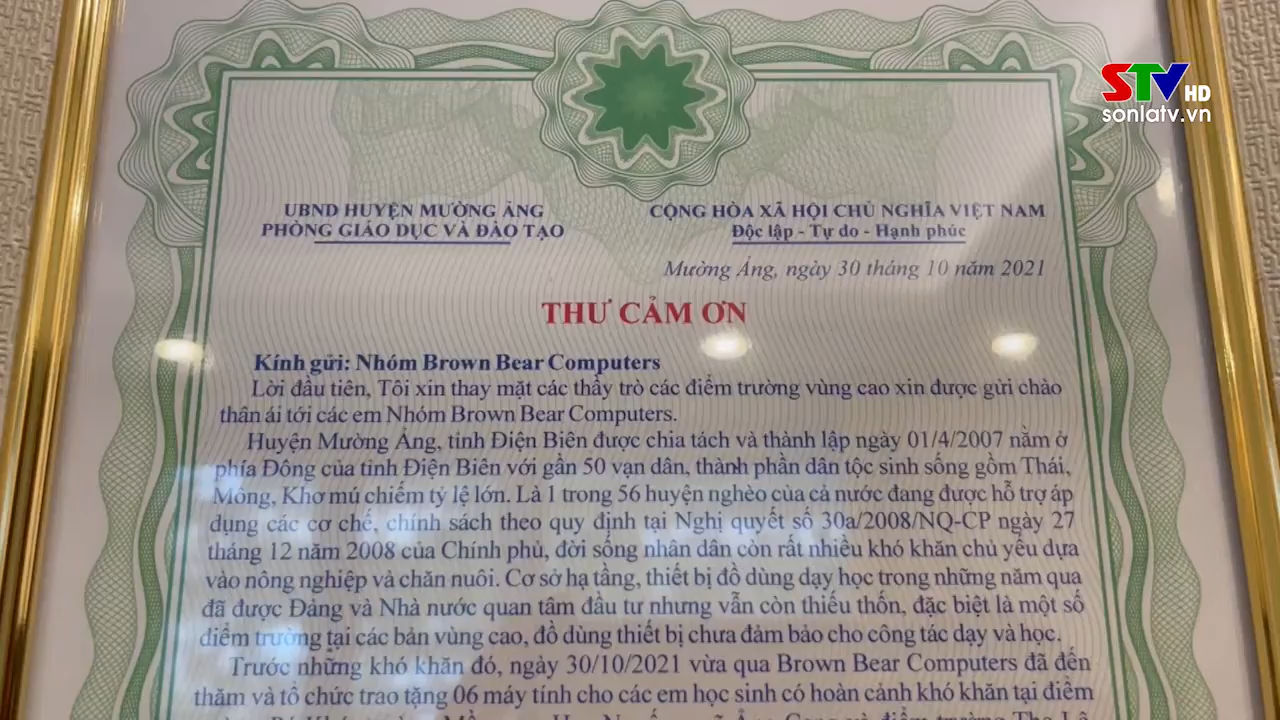 STV HD
sonlatv.vn
UBND HUYỆN MƯỜNG ẢNG
PHÒNG GIÁO DỤC VÀ ĐÀO TẠO
CỘNG HÒA XÃ HỘI CHỦ NGHĨA VIỆT NAM
Độc lập - Tự do - Hạnh phúc
Mường Ảng, ngày 30 tháng 10 năm 2021
THƯ CẢM ƠN
Kính gửi: Nhóm Brown Bear Computers
Lời đầu tiên, Tôi xin thay mặt các thầy trò các điểm trường vùng cao xin được gửi chào
thân ái tới các em Nhóm Brown Bear Computers.
Huyện Mường Ảng, tỉnh Điện Biên được chia tách và thành lập ngày 01/4/2007 nằm ở
phía Đông của tỉnh Điện Biên với gần 50 vạn dân, thành phần dân tộc sinh sống gồm Thái,
Mông, Khơ mú chiếm tỷ lệ lớn. Là 1 trong 56 huyện nghèo của cả nước đang được hỗ trợ áp
dụng các cơ chế, chính sách theo quy định tại Nghị quyết số 30a/2008/NQ-CP ngày 27
tháng 12 năm 2008 của Chính phủ, đời sống nhân dân còn rất nhiều khó khăn chủ yếu dựa
vào nông nghiệp và chăn nuôi. Cơ sở hạ tầng, thiết bị đồ dùng dạy học trong những năm qua
đã được Đảng và Nhà nước quan tâm đầu tư nhưng vẫn còn thiếu thốn, đặc biệt là một số
điểm trường tại các bản vùng cao, đồ dùng thiết bị chưa đảm bảo cho công tác dạy và học.
Trước những khó khăn đó, ngày 30/10/2021 vừa qua Brown Bear Computers đã đến
thăm và tổ chức trao tặng 06 máy tính cho các em học sinh có hoàn cảnh khó khăn tại điểm